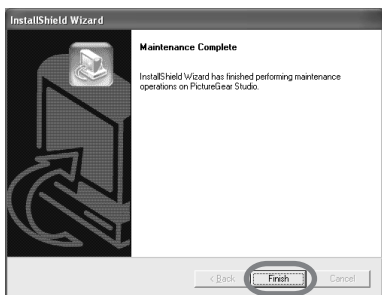 InstallShield Wizard
Maintenance Complete
InstallShield Wizard has finished performing maintenance
operations on PictureGear Studio.
< Back
Finish
Cancel